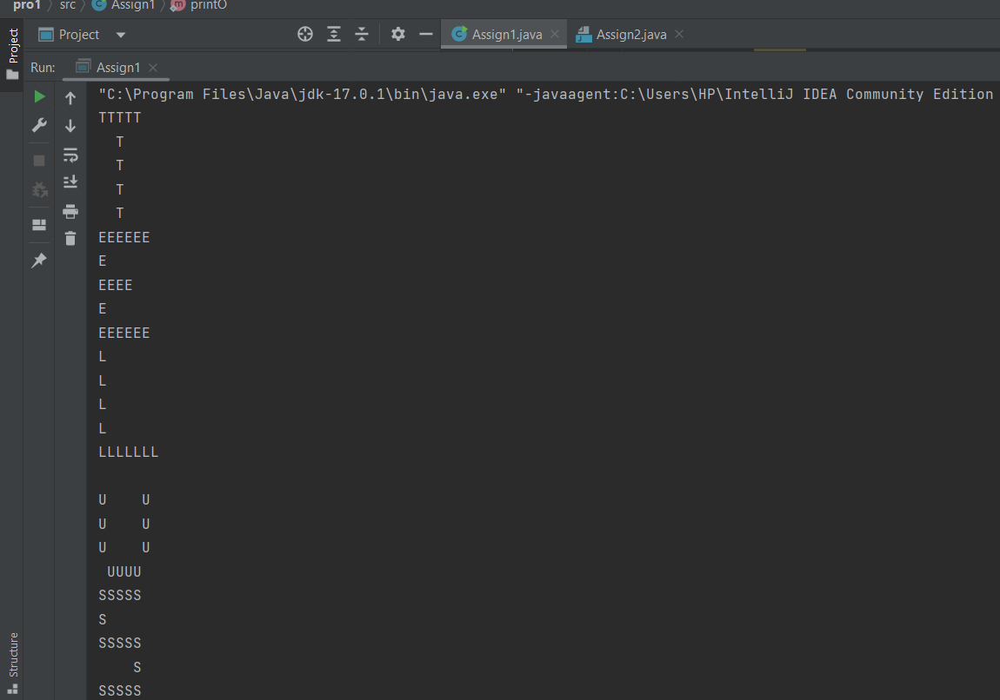 pro1 src Assign1 printO
Project Assign1.java Assign2.java
Project
Run: Assign1
"C:\Program Files\Java\jdk-17.0.1\bin\java.exe" "-javaagent:C:\Users\HP\IntelliJ IDEA Community Edition
TTTTT
  T
  T
  T
  T
EEEEEE
E
EEEE
E
EEEEEE
L
L
L
L
LLLLLLL

U    U
U    U
U    U
 UUUU
SSSSS
S
SSSSS
    S
SSSSS
Structure